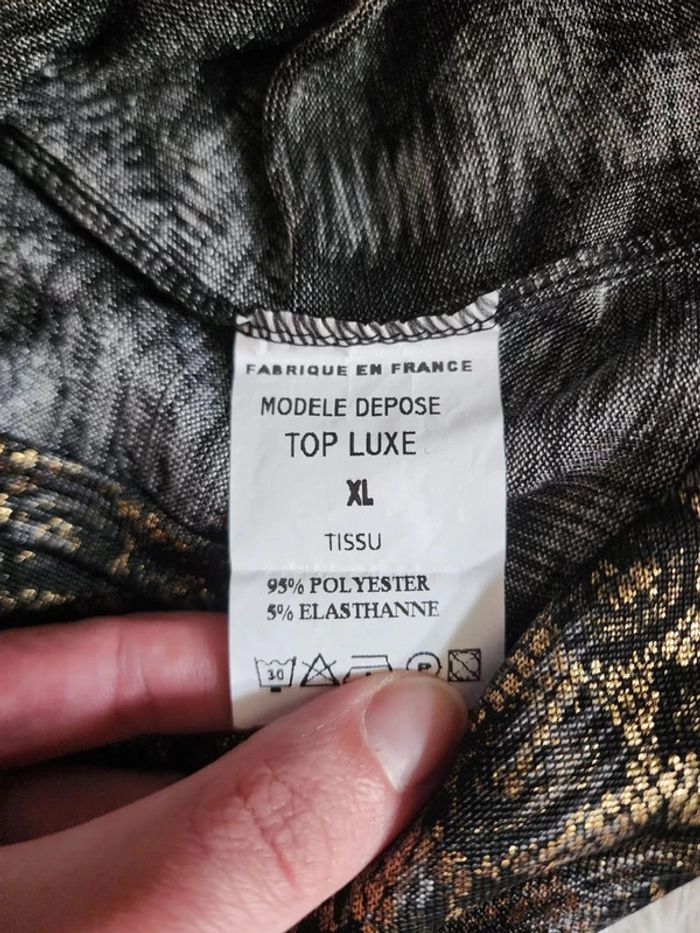 FABRIQUE EN FRANCE
MODELE DEPOSE
TOP LUXE
XL
TISSU
95% POLYESTER
5% ELASTHANNE
30 P